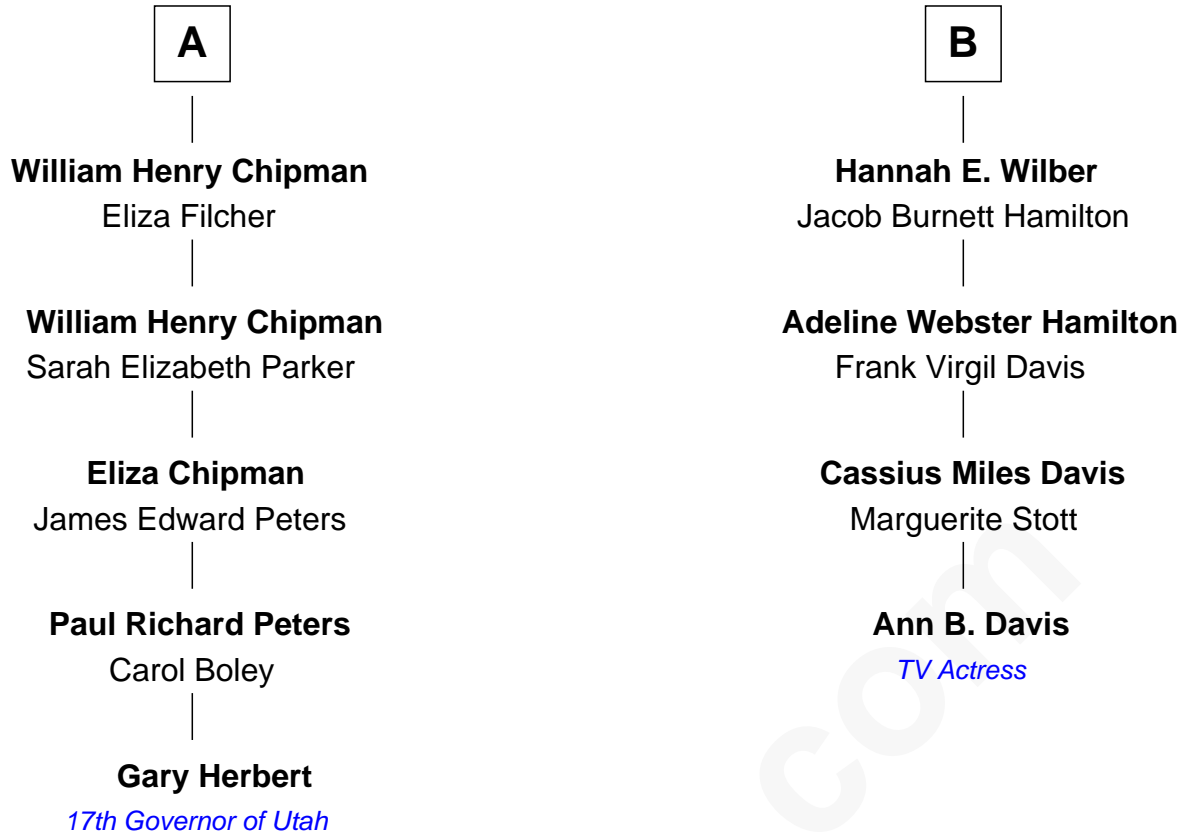 A
William Henry Chipman
Eliza Filcher
William Henry Chipman
Sarah Elizabeth Parker
Eliza Chipman
James Edward Peters
Paul Richard Peters
Carol Boley
Gary Herbert
17th Governor of Utah
B
Hannah E. Wilber
Jacob Burnett Hamilton
Adeline Webster Hamilton
Frank Virgil Davis
Cassius Miles Davis
Marguerite Stott
Ann B. Davis
TV Actress
com